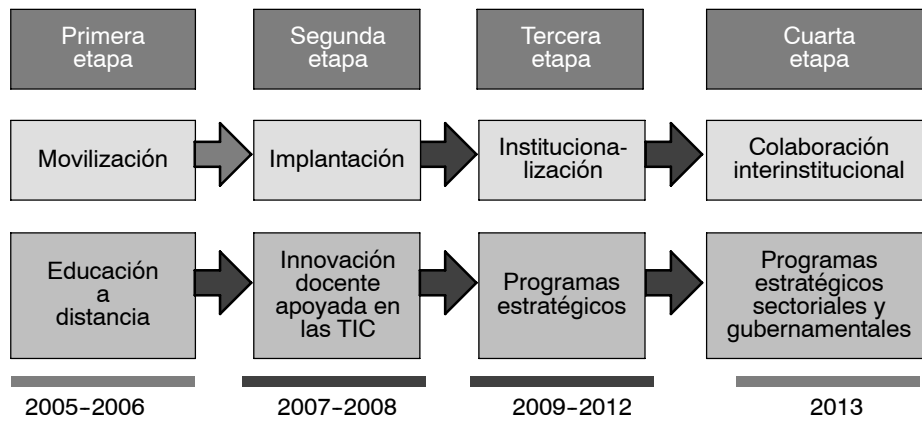 Primera
etapa
Segunda
etapa
Tercera
etapa
Cuarta
etapa
Movilización
Implantación
Instituciona-
lización
Colaboración
interinstitucional
Educación
a
distancia
Innovación
docente
apoyada en
las TIC
Programas
estratégicos
Programas
estratégicos
sectoriales y
gubernamentales
2005-2006
2007-2008
2009-2012
2013